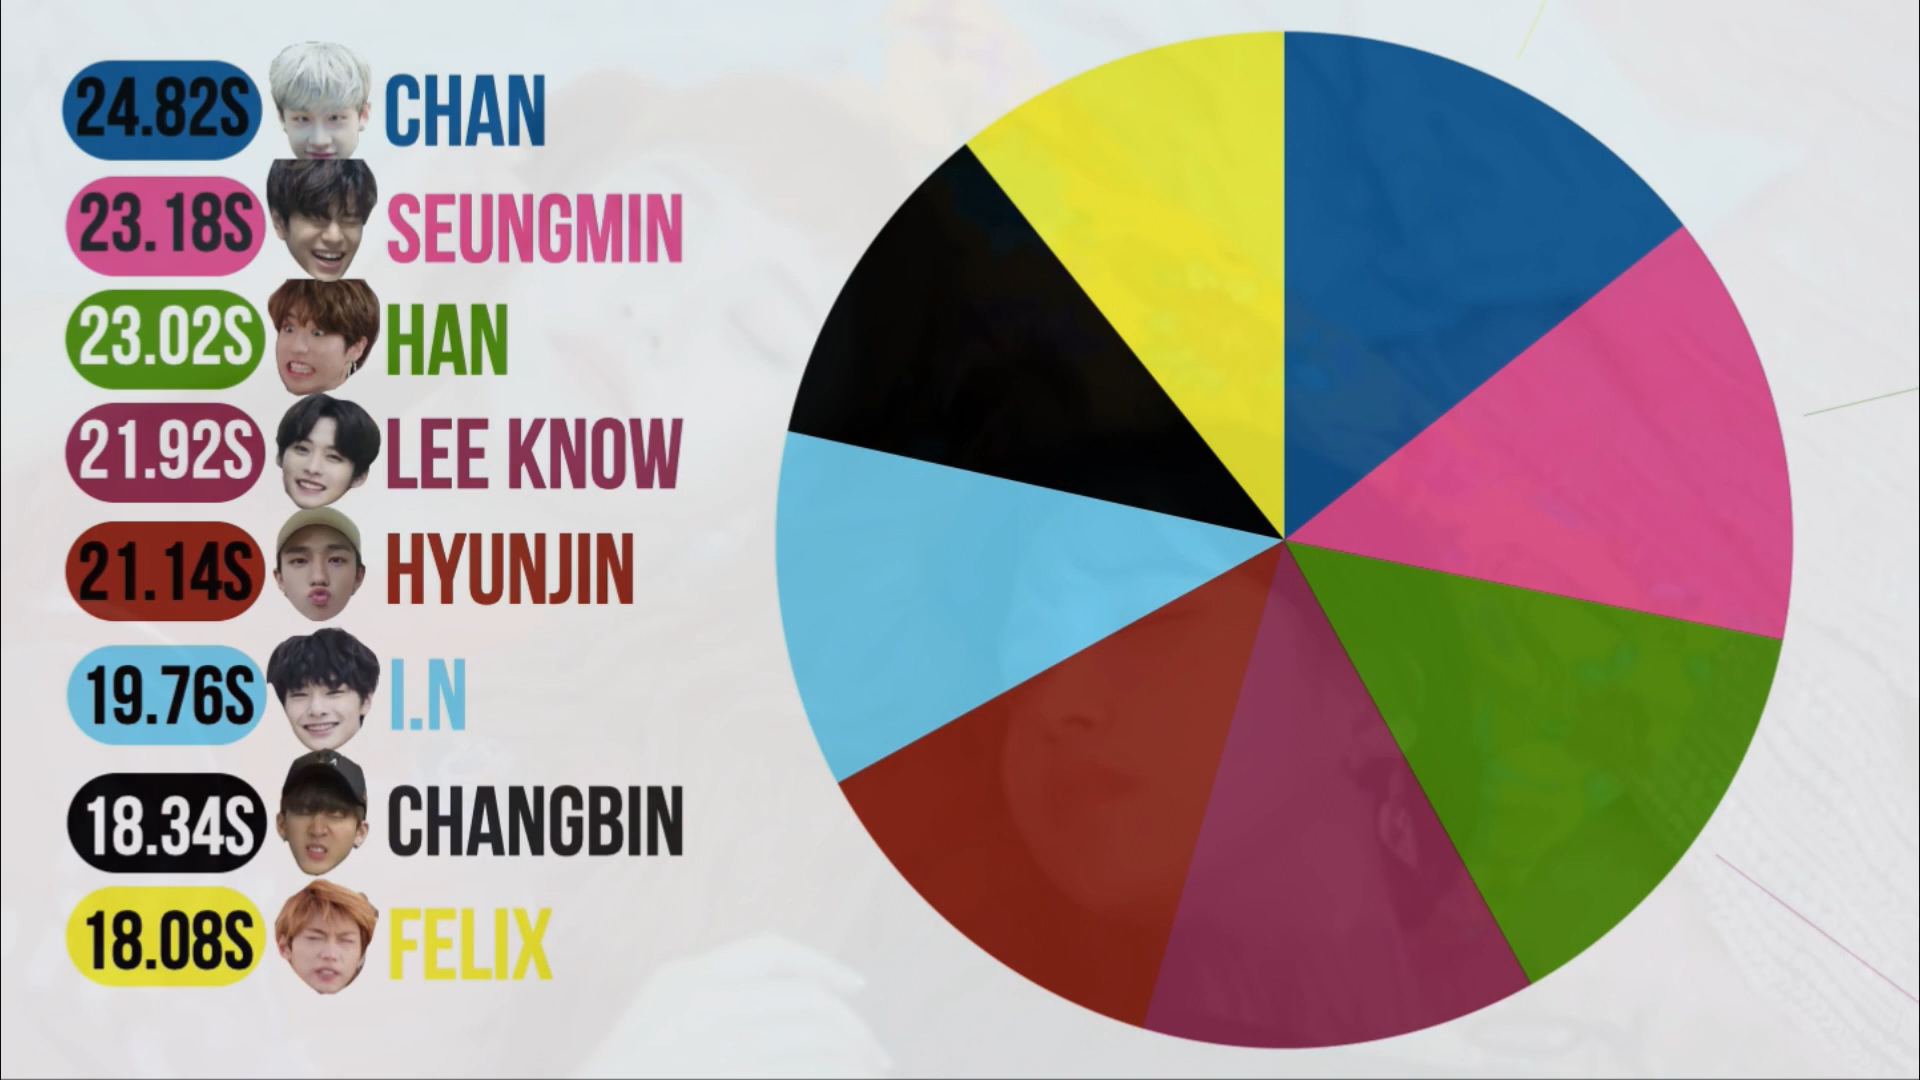 24.82S CHAN
23.18S SEUNGMIN
23.02S HAN
21.92S LEE KNOW
21.14S HYUNJIN
19.76S I.N
18.34S CHANGBIN
18.08S FELIX